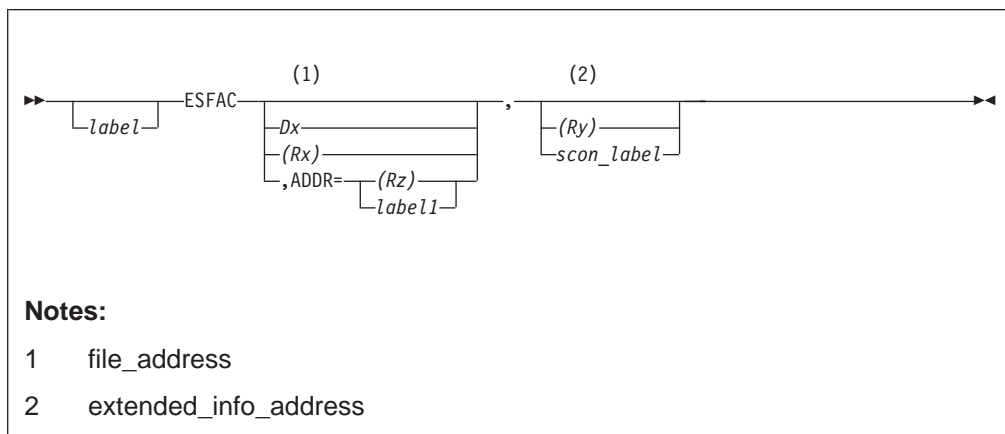 (1) (2)
ESFAC ,
label Dx (Ry)
(Rx) scon_label
,ADDR= (Rz)
label1
Notes:
1 file_address
2 extended_info_address